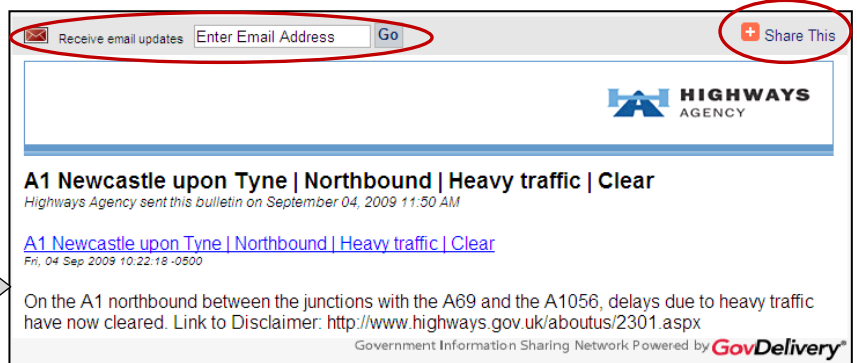 Receive email updates Enter Email Address Go Share This
HIGHWAYS
AGENCY
A1 Newcastle upon Tyne | Northbound | Heavy traffic | Clear
Highways Agency sent this bulletin on September 04, 2009 11:50 AM
A1 Newcastle upon Tyne | Northbound | Heavy traffic | Clear
Fri, 04 Sep 2009 10:22:18 -0500
On the A1 northbound between the junctions with the A69 and the A1056, delays due to heavy traffic
have now cleared. Link to Disclaimer: http://www.highways.gov.uk/aboutus/2301.aspx
Government Information Sharing Network Powered by GovDelivery®